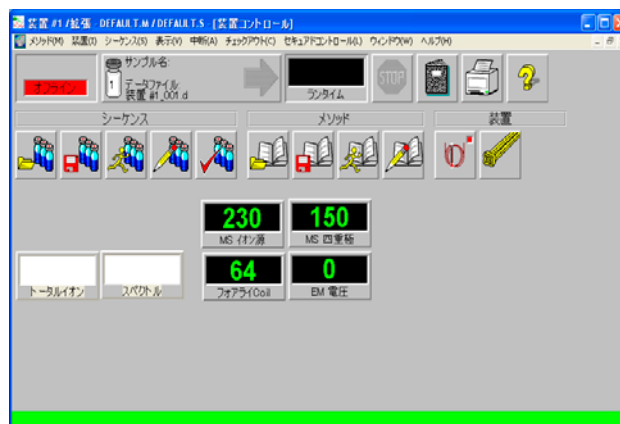 装置 #1 /拡張 - DEFAULT.M / DEFAULT.S - [装置コントロール]
メソッド(M) 装置(I) シーケンス(S) 表示(V) 中断(A) チェックアウト(C) セキュアドコントロール(L) ウィンドウ(W) ヘルプ(H)
サンプル名:
オフライン
1
データファイル:
装置 #1_001.d
ランタイム
STOP
シーケンス メソッド 装置
230 150
MS イオン源 MS 四重極
64 0
トータルイオン スペクトル フォアラインCoil EM 電圧